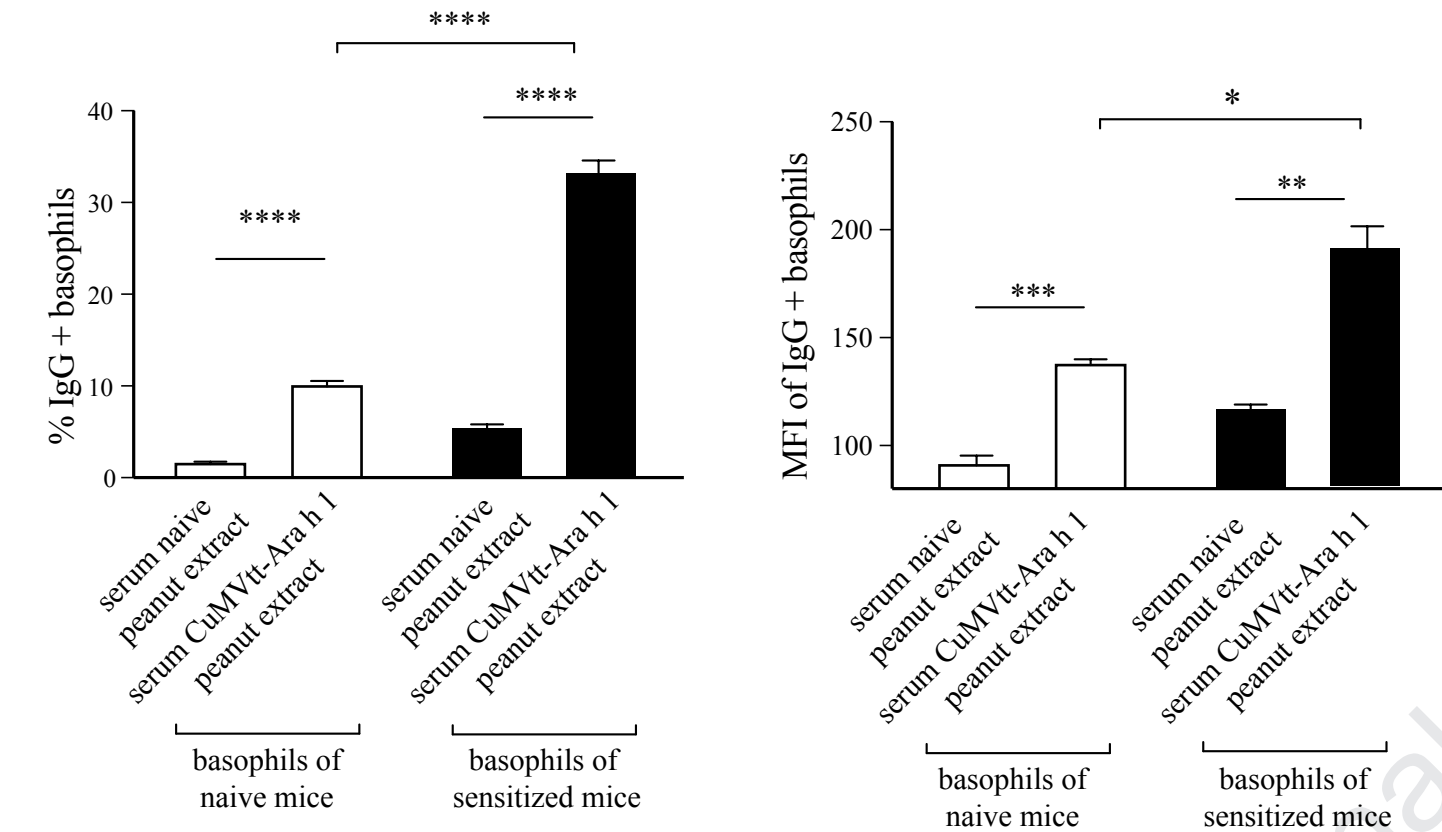 ****
****
****
40
30
20
10
0
% IgG + basophils
serum naive
peanut extract
serum CuMVtt-Ara h 1
peanut extract
serum naive
peanut extract
serum CuMVtt-Ara h 1
peanut extract
basophils of
naive mice
basophils of
sensitized mice
*
**
***
250
200
150
100
MFI of IgG + basophils
serum naive
peanut extract
serum CuMVtt-Ara h 1
peanut extract
serum naive
peanut extract
serum CuMVtt-Ara h 1
peanut extract
basophils of
naive mice
basophils of
sensitized mice